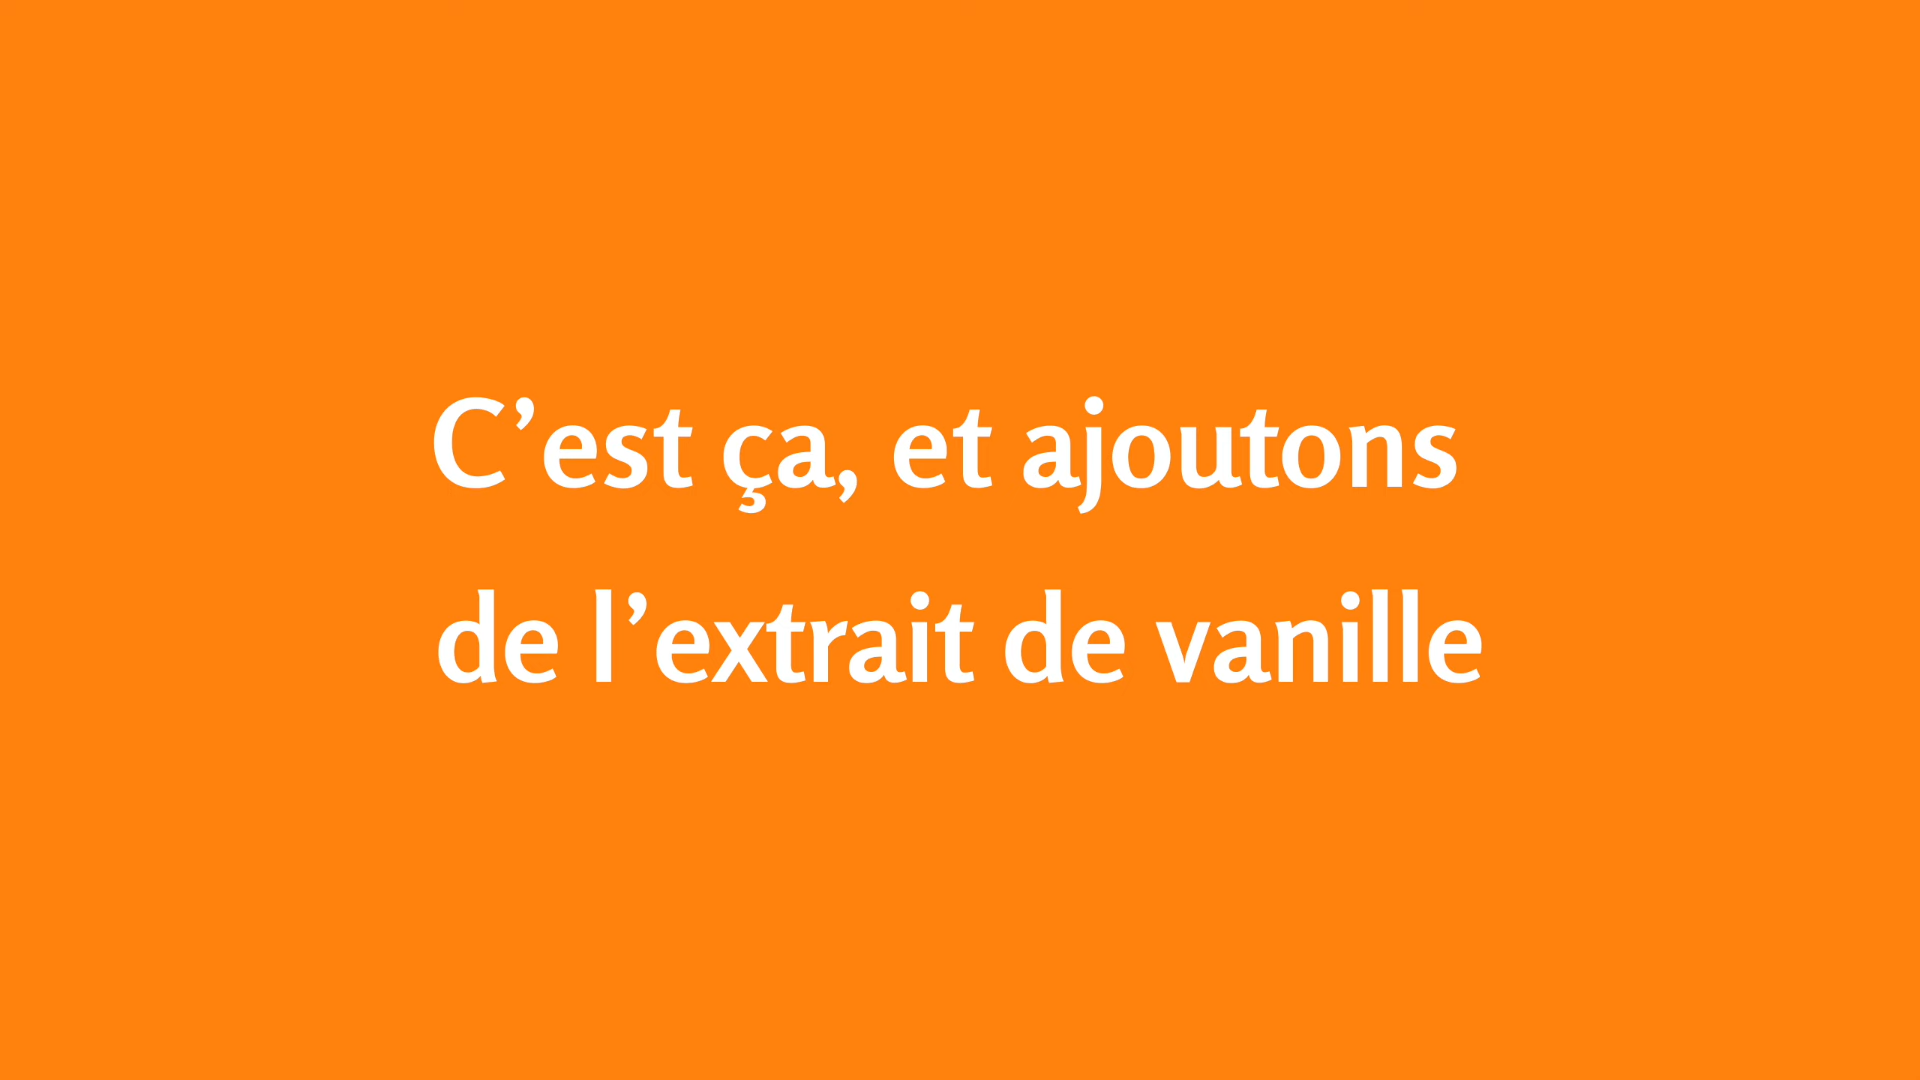 C’est ça, et ajoutons
de l’extrait de vanille